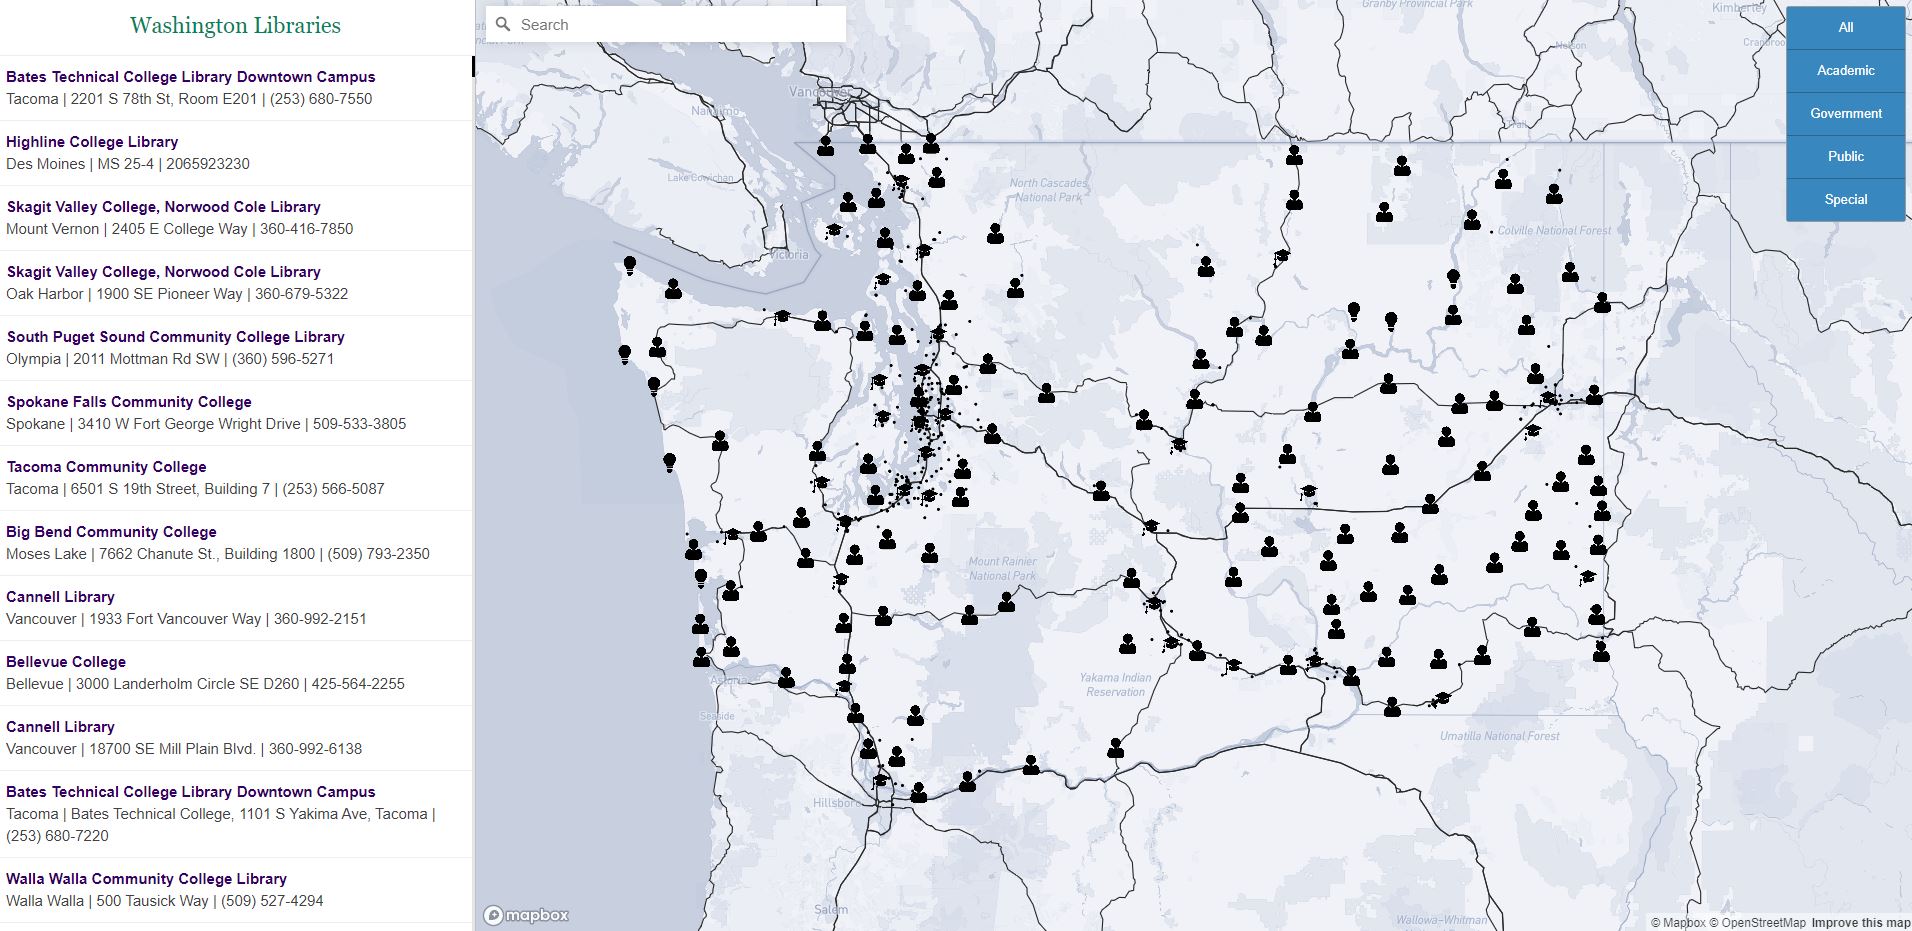 Washington Libraries
Bates Technical College Library Downtown Campus
Tacoma | 2201 S 78th St, Room E201 | (253) 680-7550
Highline College Library
Des Moines | MS 25-4 | 2065923230
Skagit Valley College, Norwood Cole Library
Mount Vernon | 2405 E College Way | 360-416-7850
Skagit Valley College, Norwood Cole Library
Oak Harbor | 1900 SE Pioneer Way | 360-679-5322
South Puget Sound Community College Library
Olympia | 2011 Mottman Rd SW | (360) 596-5271
Spokane Falls Community College
Spokane | 3410 W Fort George Wright Drive | 509-533-3805
Tacoma Community College
Tacoma | 6501 S 19th Street, Building 7 | (253) 566-5087
Big Bend Community College
Moses Lake | 7662 Chanute St., Building 1800 | (509) 793-2350
Cannell Library
Vancouver | 1933 Fort Vancouver Way | 360-992-2151
Bellevue College
Bellevue | 3000 Landerholm Circle SE D260 | 425-564-2255
Cannell Library
Vancouver | 18700 SE Mill Plain Blvd. | 360-992-6138
Bates Technical College Library Downtown Campus
Tacoma | Bates Technical College, 1101 S Yakima Ave, Tacoma |
(253) 680-7220
Walla Walla Community College Library
Walla Walla | 500 Tausick Way | (509) 527-4294
Search
All
Academic
Government
Public
Special
Granby Provincial Park
Kimberley
Nelson
Vancouver
Nanaimo
Trail
Lake Cowichan
North Cascades
National Park
Colville National Forest
Victoria
Mount Rainier
National Park
Yakama Indian
Reservation
Astoria
Seaside
Umatilla National Forest
Hillsboro
Salem
Wallowa-Whitman
mapbox
© Mapbox © OpenStreetMap Improve this map